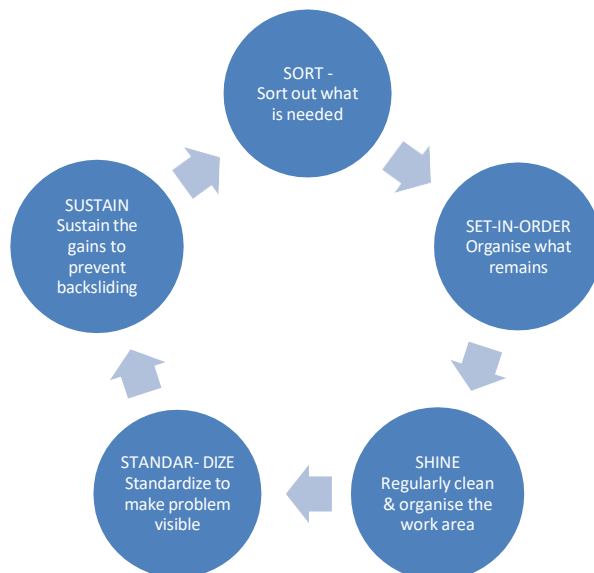 SORT -
Sort out what
is needed
SET-IN-ORDER
Organise what
remains
SHINE
Regularly clean
& organise the
work area
STANDAR- DIZE
Standardize to
make problem
visible
SUSTAIN
Sustain the
gains to
prevent
backsliding